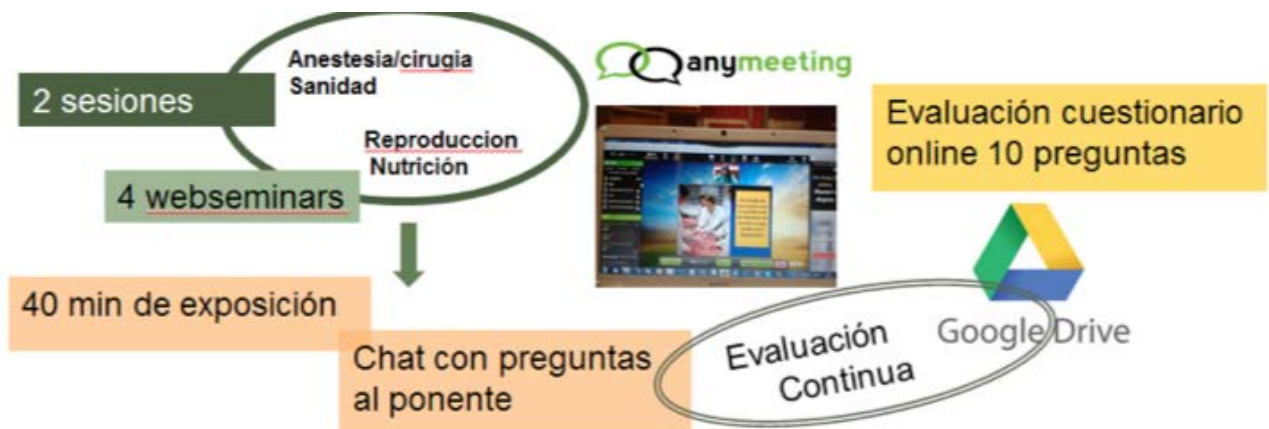 Anestesia/cirugia
Sanidad
2 sesiones
Reproduccion
Nutrición
4 webseminars
anymeeting
Evaluación cuestionario
online 10 preguntas
40 min de exposición
Chat con preguntas
al ponente
Evaluación
Continua
Google Drive